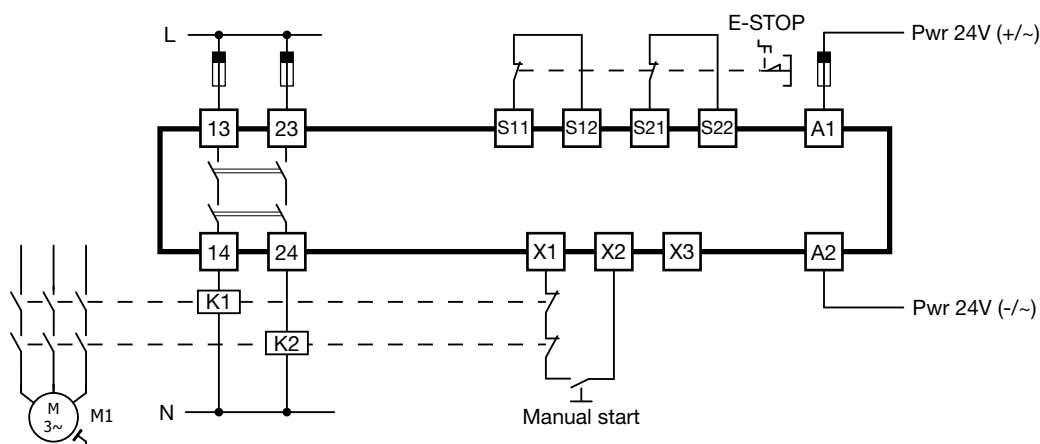 E-STOP
L
Pwr 24V (+/~)
13
23
S11
S12
S21
S22
A1
14
24
X1
X2
X3
A2
K1
Pwr 24V (-/~)
K2
M
3~
M1
N
Manual start